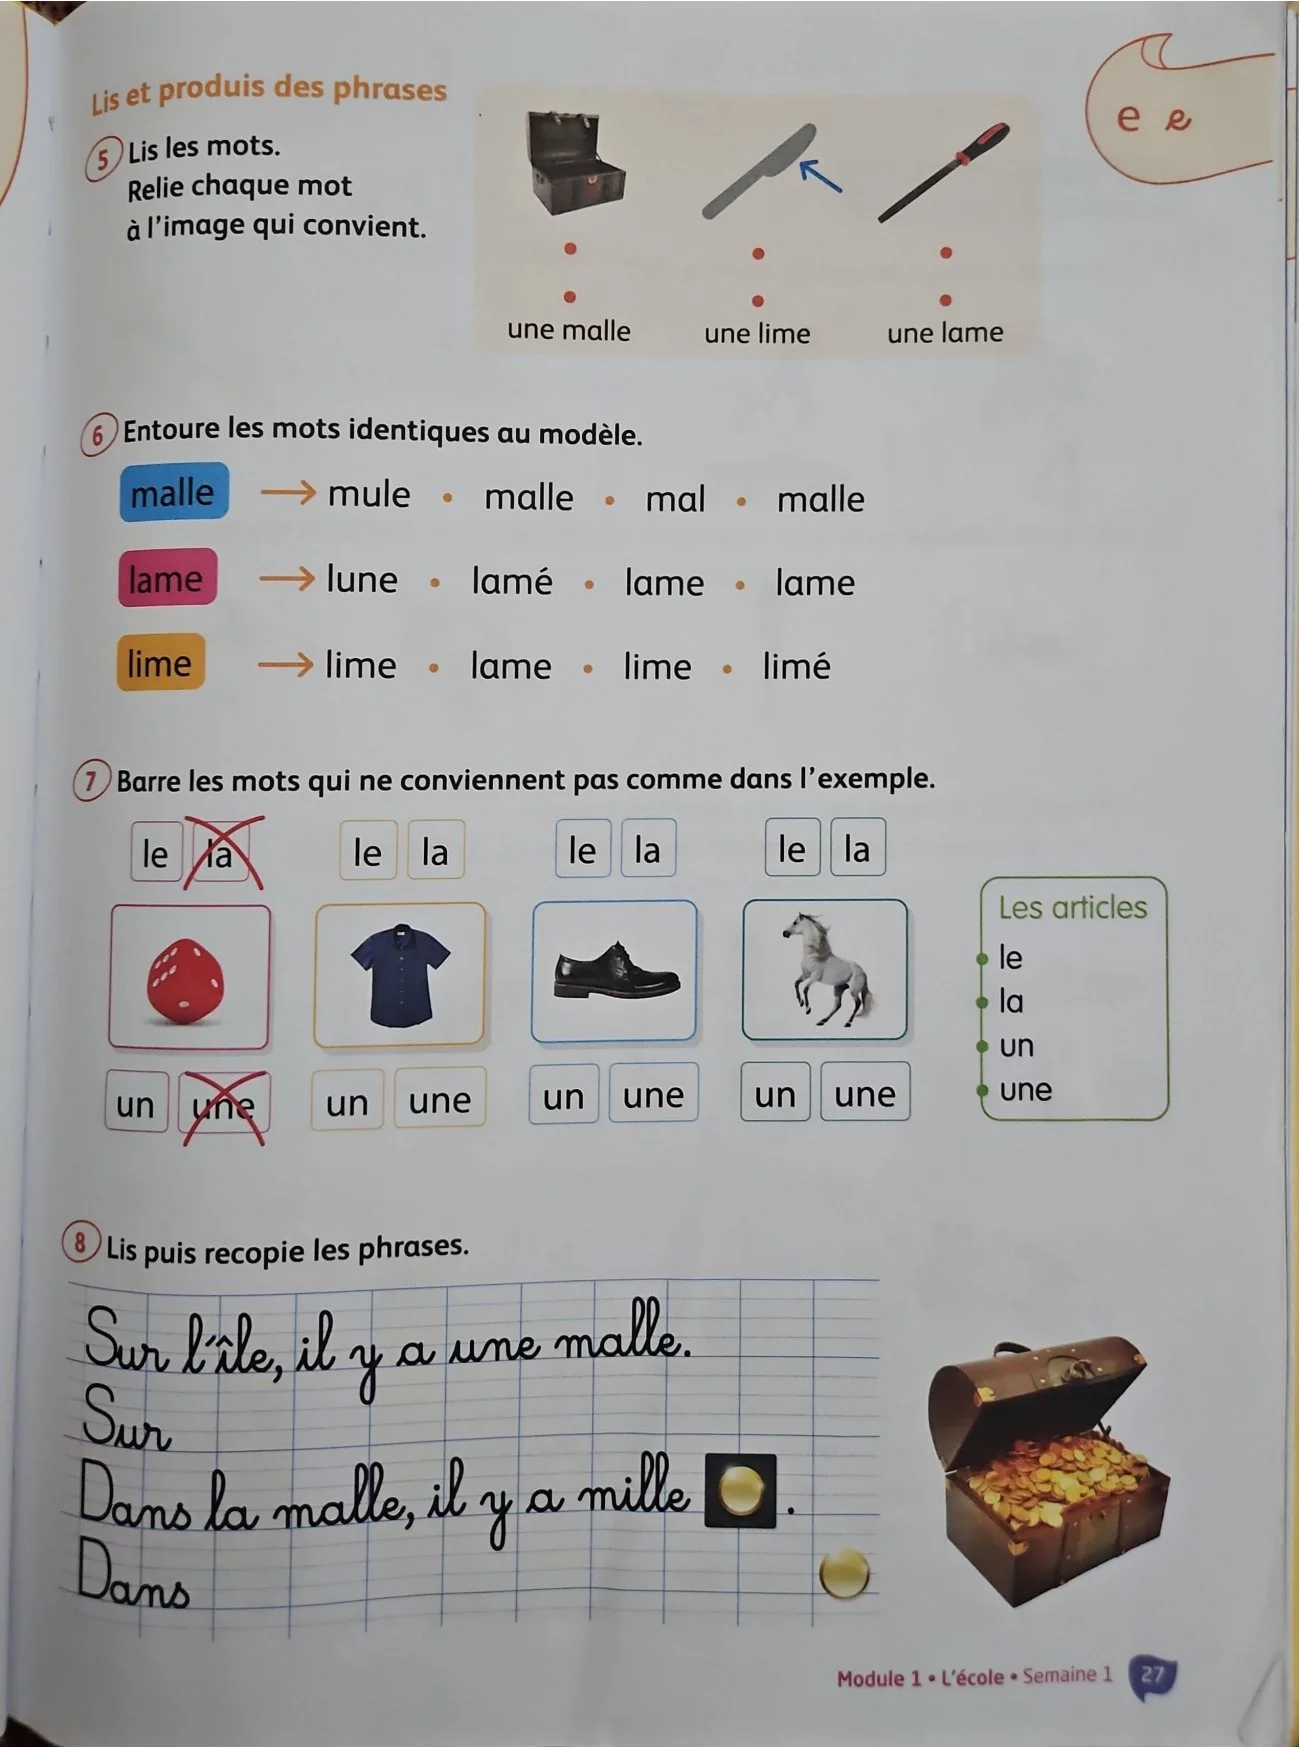 e e
Lis et produis des phrases
5 Lis les mots.
Relie chaque mot
à l'image qui convient.
une malle une lime une lame
6 Entoure les mots identiques au modèle.
malle → mule • malle • mal • malle
lame → lune • lamé • lame • lame
lime → lime • lame • lime • limé
7 Barre les mots qui ne conviennent pas comme dans l'exemple.
le la le la le la le la
un une un une un une un une
Les articles
le
la
un
une
8 Lis puis recopie les phrases.
Sur l'île, il y a une malle.
Sur
Dans la malle, il y a mille .
Dans
Module 1 • L'école • Semaine 1 27